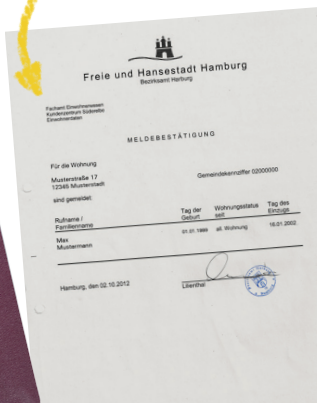 Freie und Hansestadt Hamburg
Bezirksamt Harburg
Fachamt Einwohnerwesen
Kundenzentrum Süderelbe
Einwohnerdaten
MELDEBESTÄTIGUNG
Für die Wohnung
Musterstraße 17
12345 Musterstadt
Gemeindekennziffer 02000000
sind gemeldet:
Rufname / Familienname
Tag der Geburt
Wohnungsstatus seit
Tag des Einzugs
Max Mustermann
01.01.1989
all. Wohnung
16.01.2002
Hamburg, den 02.10.2012
Lilienthal